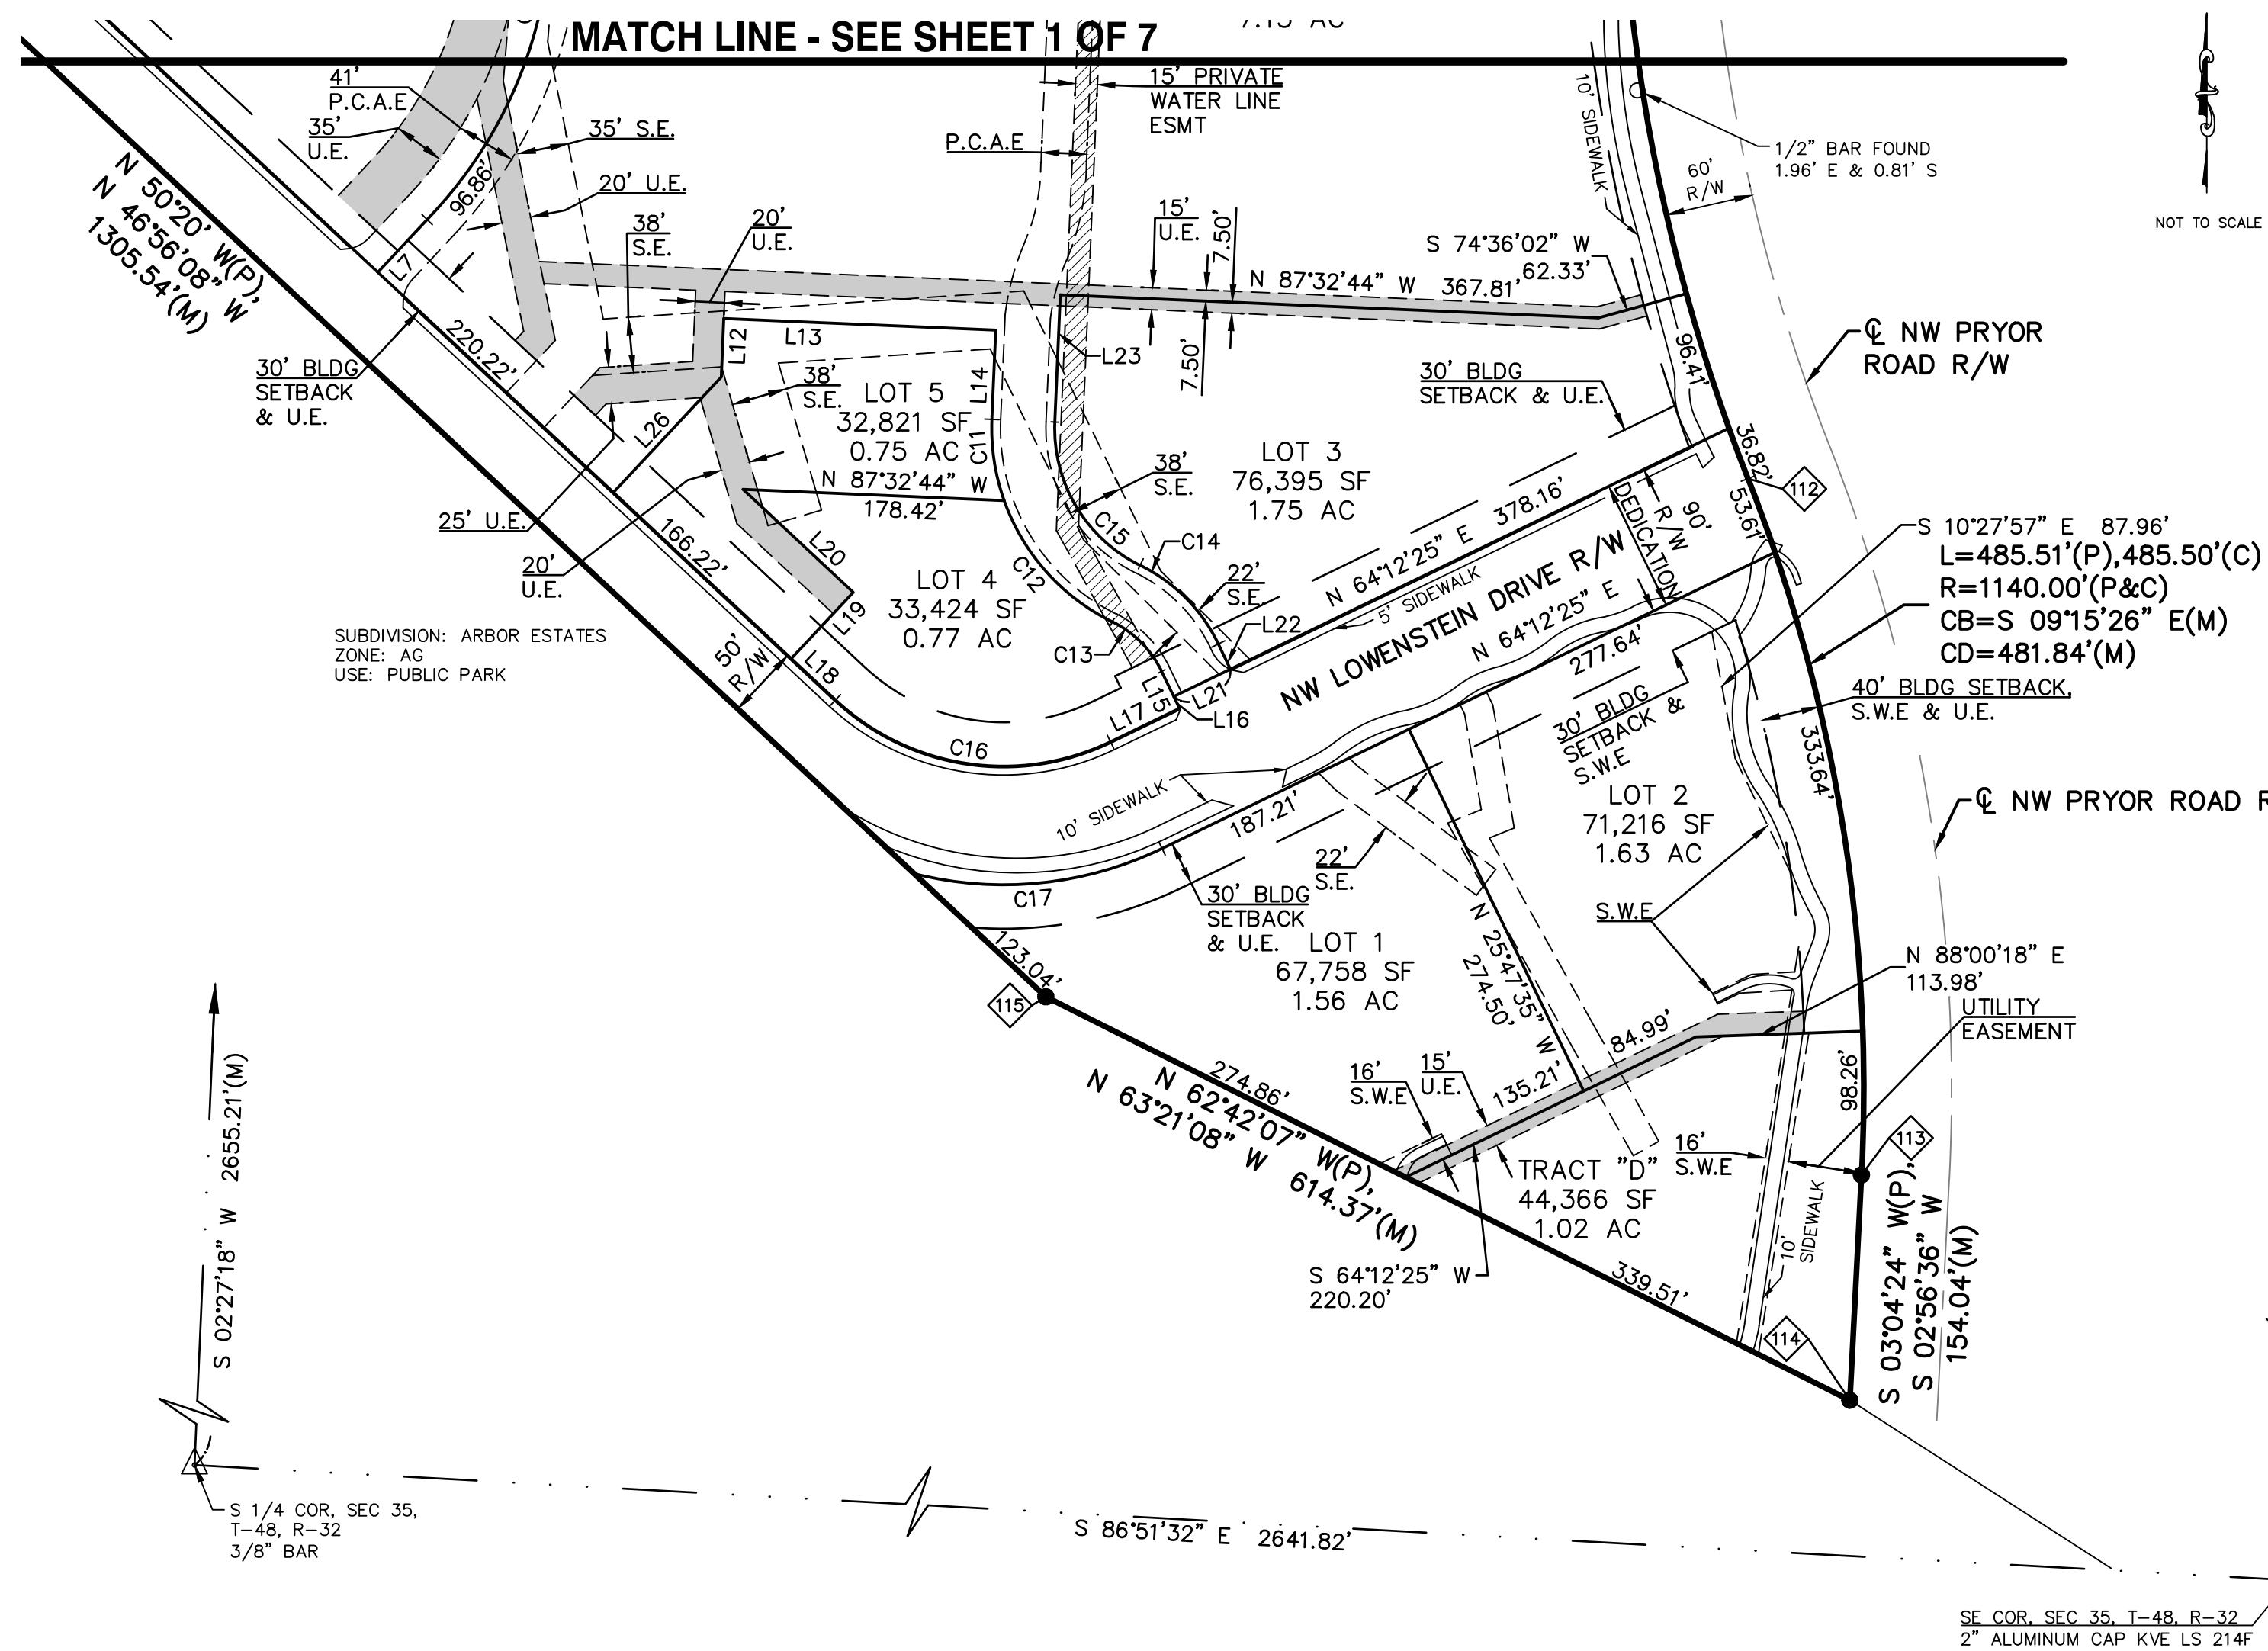 MATCH LINE - SEE SHEET 1 OF 7
41'
P.C.A.E
35'
U.E.
96.86'
35' S.E.
20' U.E.
38'
S.E.
20'
U.E.
P.C.A.E
15' PRIVATE
WATER LINE
ESMT
15'
U.E.
7.50'
7.50'
N 87°32'44" W 367.81'
S 74°36'02" W
62.33'
10' SIDEWALK
1/2" BAR FOUND
1.96' E & 0.81' S
60'
R/W
NOT TO SCALE
N 50°20' W(P),
N 46°56'08" W
1305.54'(M)
L7
220.22'
30' BLDG
SETBACK
& U.E.
L12
L13
L14
L23
L26
38'
S.E.
LOT 5
32,821 SF
0.75 AC
C11
N 87°32'44" W
178.42'
25' U.E.
20'
U.E.
166.22'
L20
L19
L18
50'
R/W
LOT 4
33,424 SF
0.77 AC
C12
C13
C14
C15
38'
S.E.
22'
S.E.
L22
L21
L15
L16
L17
C16
LOT 3
76,395 SF
1.75 AC
30' BLDG
SETBACK & U.E.
96.41'
36.82'
53.61'
112
℄ NW PRYOR
ROAD R/W
N 64°12'25" E 378.16'
5' SIDEWALK
NW LOWENSTEIN DRIVE R/W
90'
R/W
DEDICATION
N 64°12'25" E
277.64'
S 10°27'57" E 87.96'
L=485.51'(P),485.50'(C)
R=1140.00'(P&C)
CB=S 09°15'26" E(M)
CD=481.84'(M)
40' BLDG SETBACK,
S.W.E & U.E.
333.64'
℄ NW PRYOR ROAD R
SUBDIVISION: ARBOR ESTATES
ZONE: AG
USE: PUBLIC PARK
10' SIDEWALK
187.21'
C17
30' BLDG
SETBACK
& U.E.
22'
S.E.
30' BLDG
SETBACK &
S.W.E
LOT 2
71,216 SF
1.63 AC
S.W.E
LOT 1
67,758 SF
1.56 AC
N 25°47'35" W
274.50'
123.04'
115
N 88°00'18" E
113.98'
UTILITY
EASEMENT
84.99'
135.21'
16'
S.W.E
15'
U.E.
274.86'
N 62°42'07" W(P),
N 63°21'08" W 614.37'(M)
98.26'
113
16'
S.W.E
TRACT "D"
44,366 SF
1.02 AC
10'
SIDEWALK
S 64°12'25" W
220.20'
339.51'
114
S 03°04'24" W(P),
S 02°56'36" W
154.04'(M)
S 02°27'18" W 2655.21'(M)
S 1/4 COR, SEC 35,
T-48, R-32
3/8" BAR
S 86°51'32" E 2641.82'
SE COR, SEC 35, T-48, R-32
2" ALUMINUM CAP KVE LS 214F